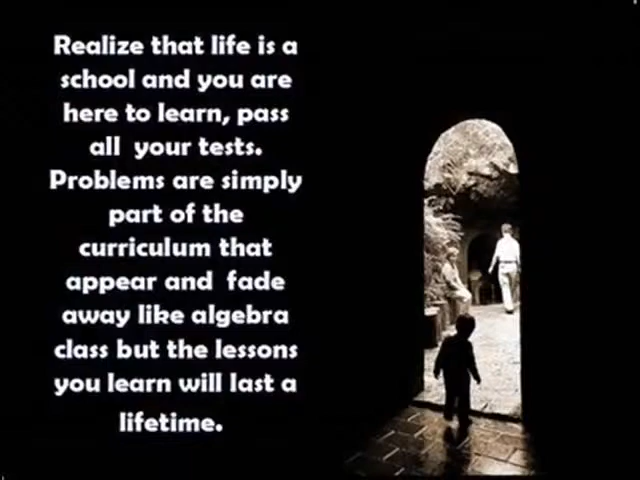 Realize that life is a
school and you are
here to learn, pass
all  your tests.
Problems are simply
part of the
curriculum that
appear and  fade
away like algebra
class but the lessons
you learn will last a
lifetime.